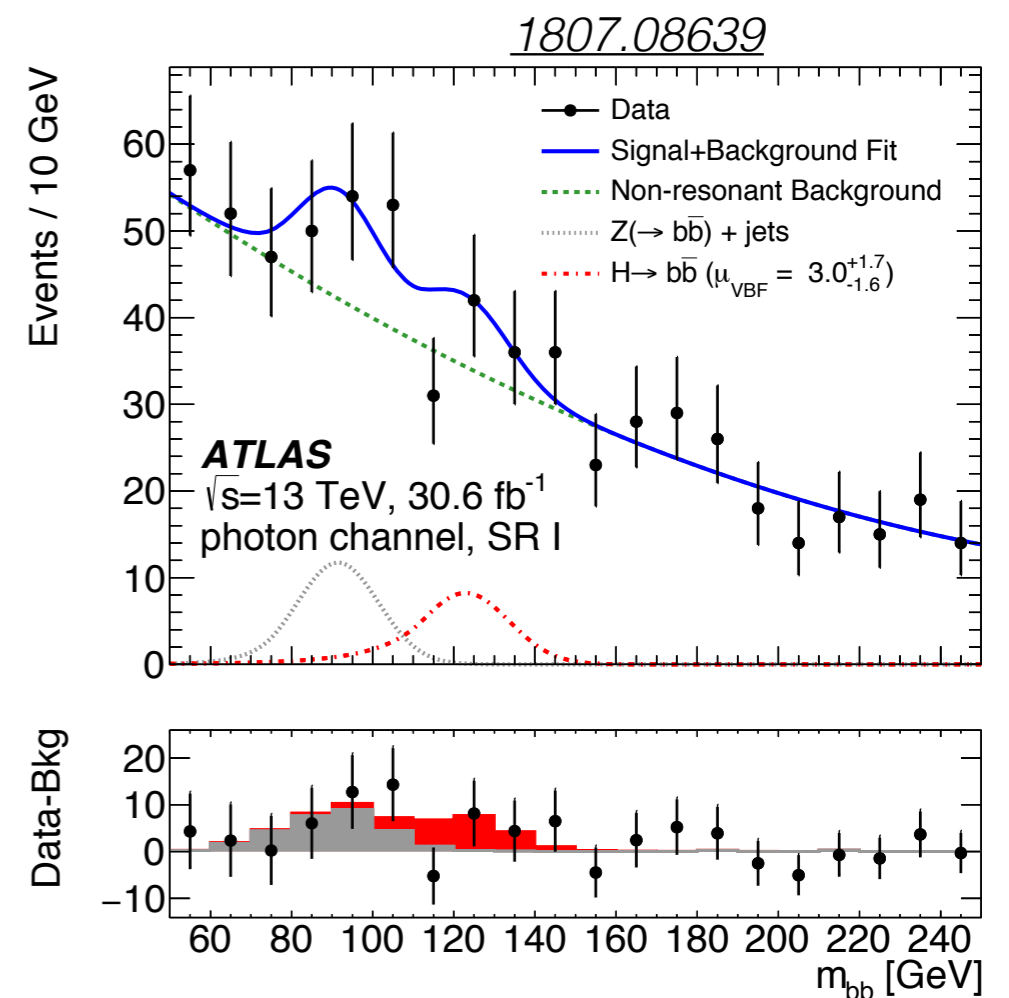 1807.08639
Events / 10 GeV
60
50
40
30
20
10
0
Data
Signal+Background Fit
Non-resonant Background
Z(→ bb̄) + jets
H→ bb̄ (μ_VBF = 3.0 +1.7 -1.6)
ATLAS
√s=13 TeV, 30.6 fb⁻¹
photon channel, SR I
Data-Bkg
20
10
0
−10
60 80 100 120 140 160 180 200 220 240
m_bb [GeV]